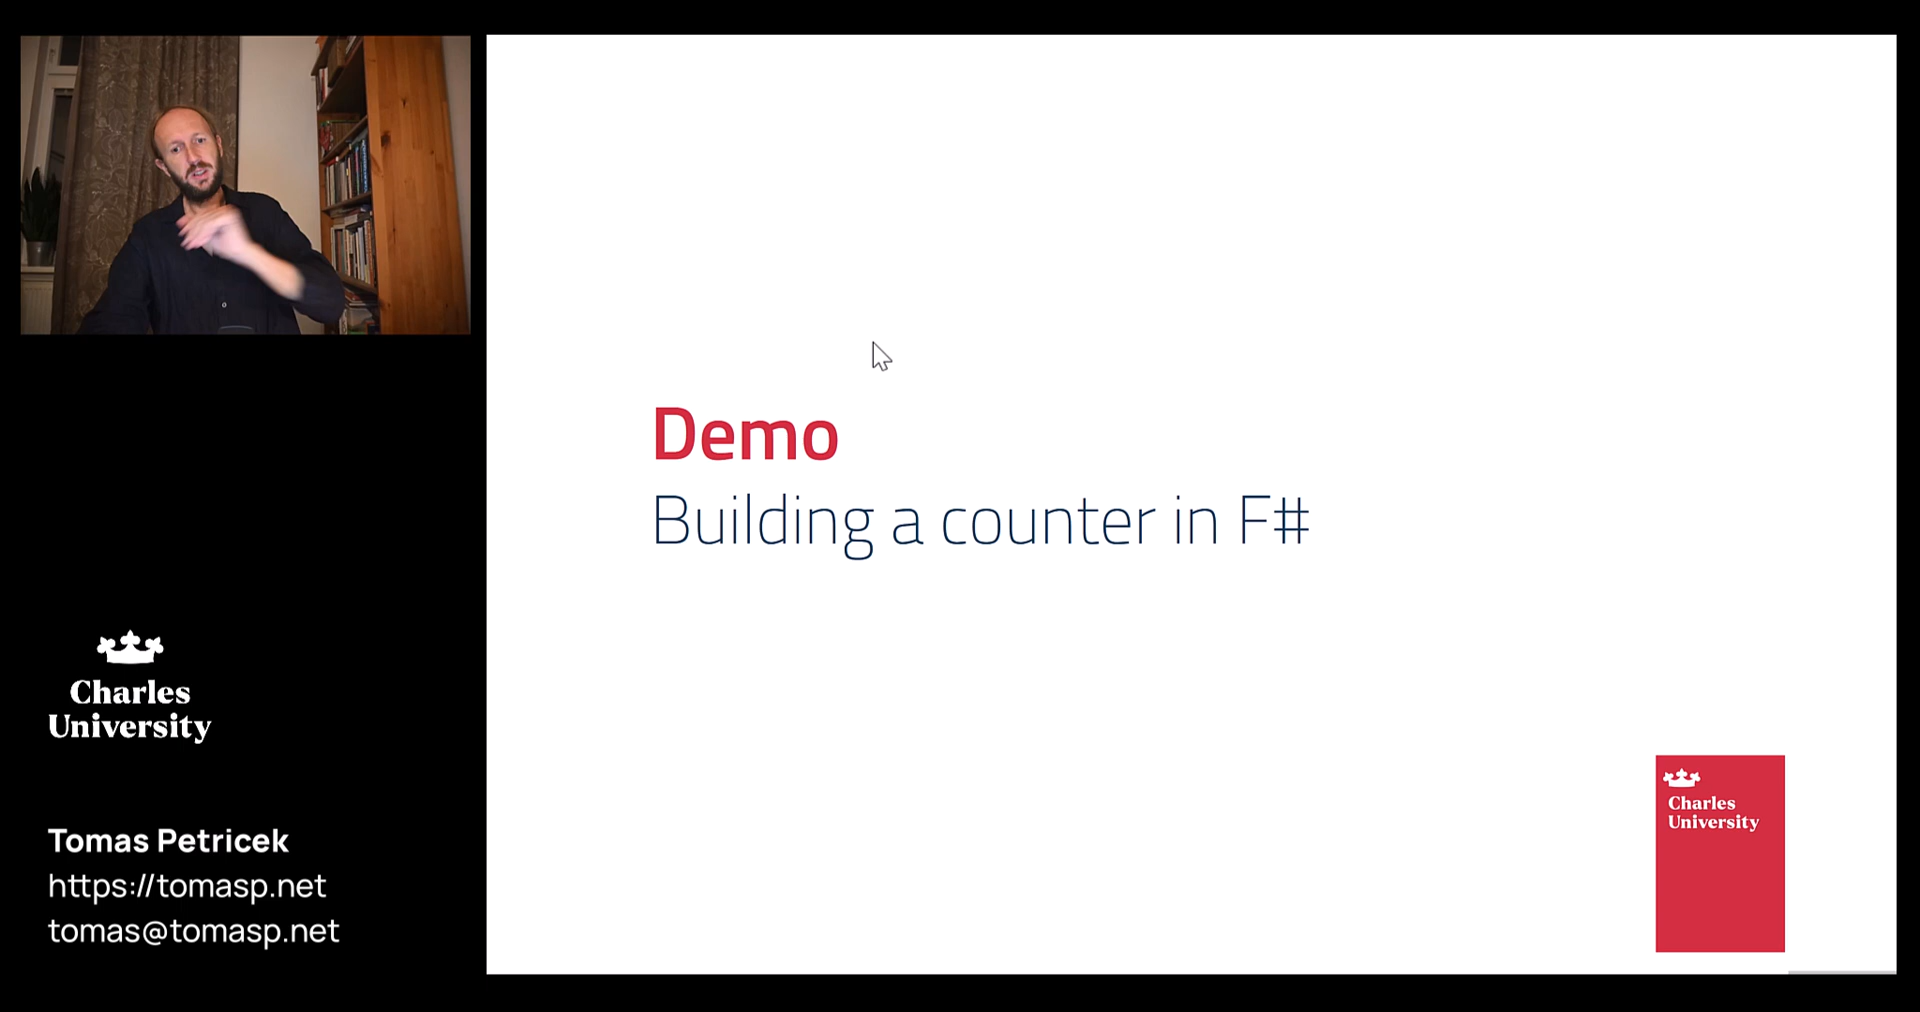 Demo
Building a counter in F#
Charles
University
Tomas Petricek
https://tomasp.net
tomas@tomasp.net
Charles
University